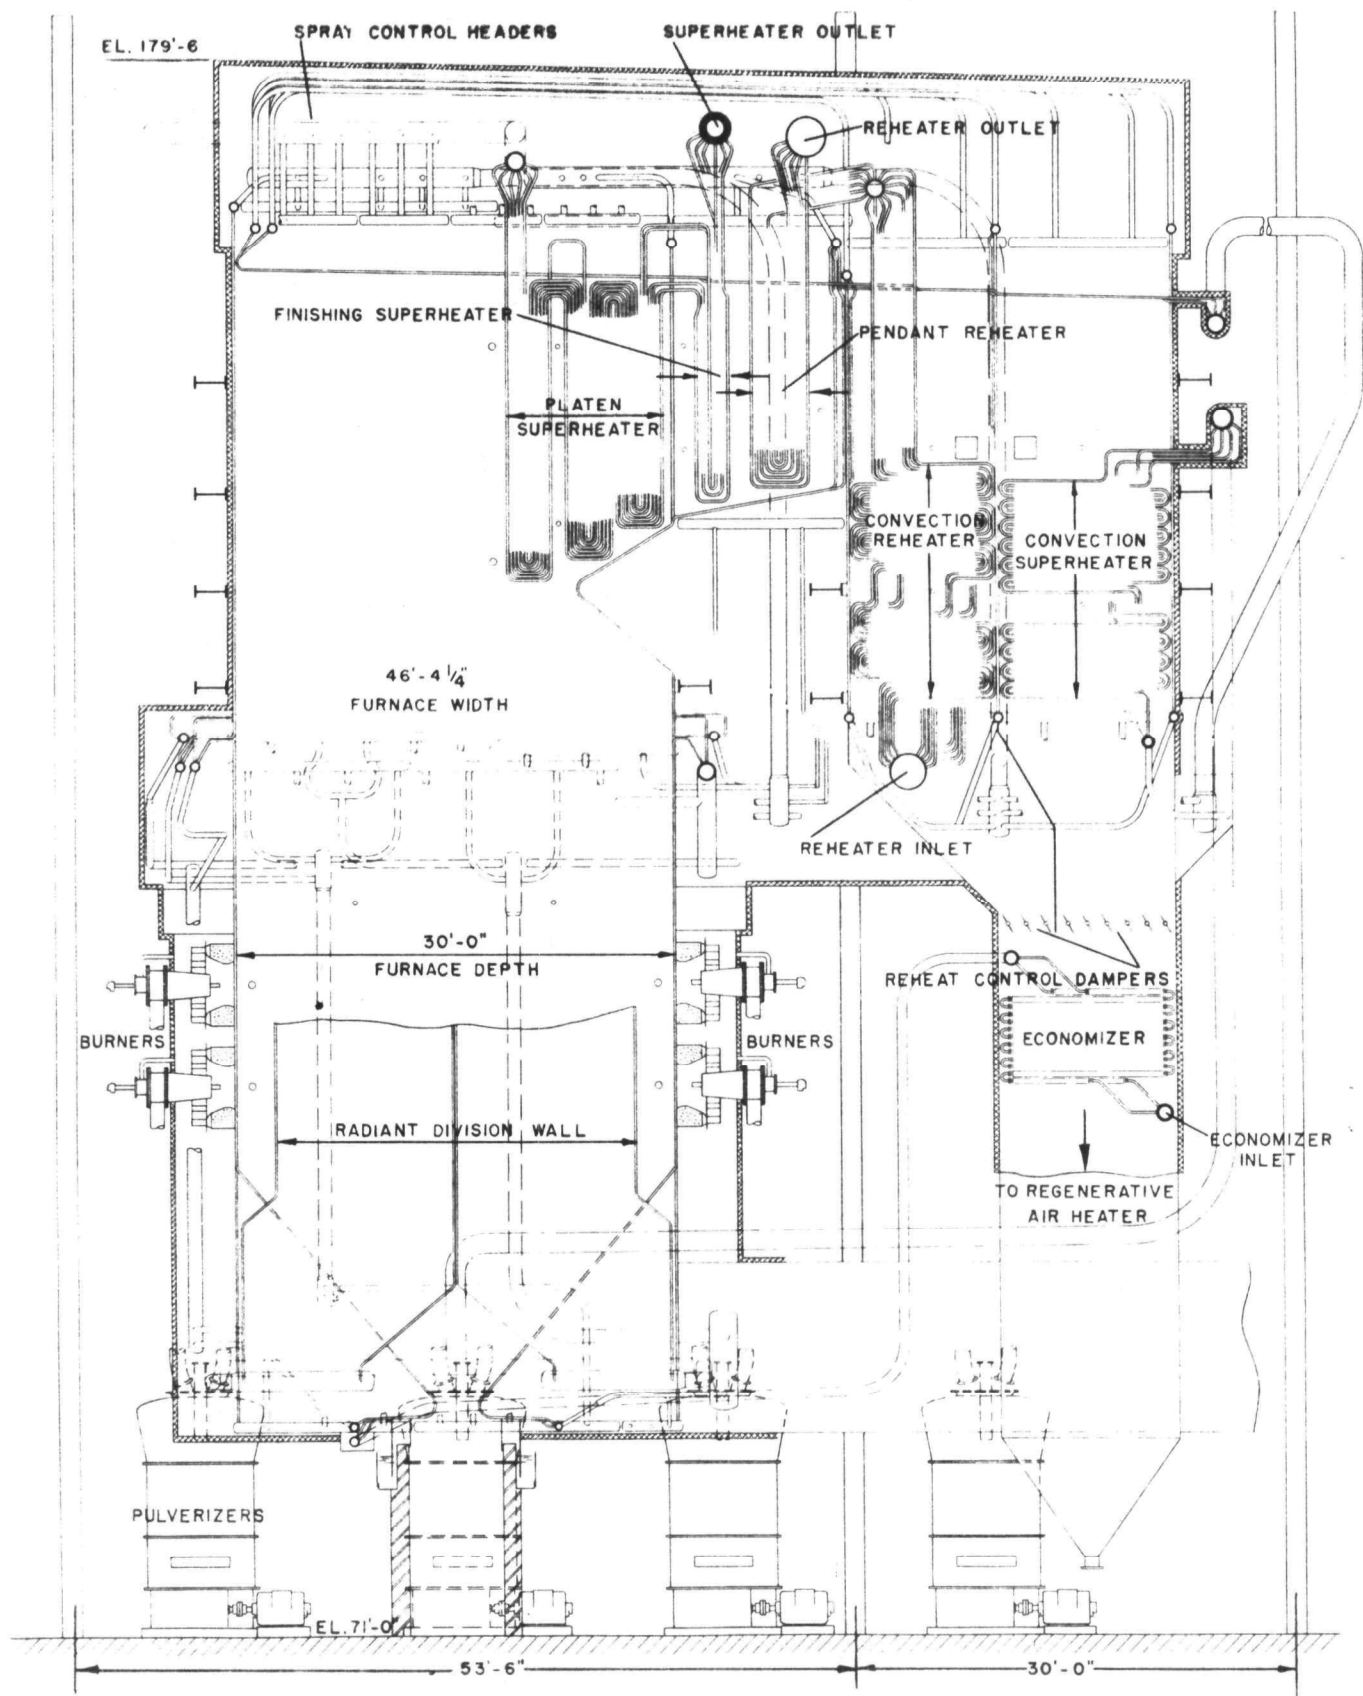 SPRAY CONTROL HEADERS
SUPERHEATER OUTLET
EL. 179'-6
REHEATER OUTLET
FINISHING SUPERHEATER
PENDANT REHEATER
PLATEN
SUPERHEATER
CONVECTION
REHEATER
CONVECTION
SUPERHEATER
46'-4 1/4"
FURNACE WIDTH
REHEATER INLET
30'-0"
FURNACE DEPTH
REHEAT CONTROL DAMPERS
BURNERS
BURNERS
ECONOMIZER
RADIANT DIVISION WALL
ECONOMIZER
INLET
TO REGENERATIVE
AIR HEATER
PULVERIZERS
EL. 71'-0
53'-6"
30'-0"